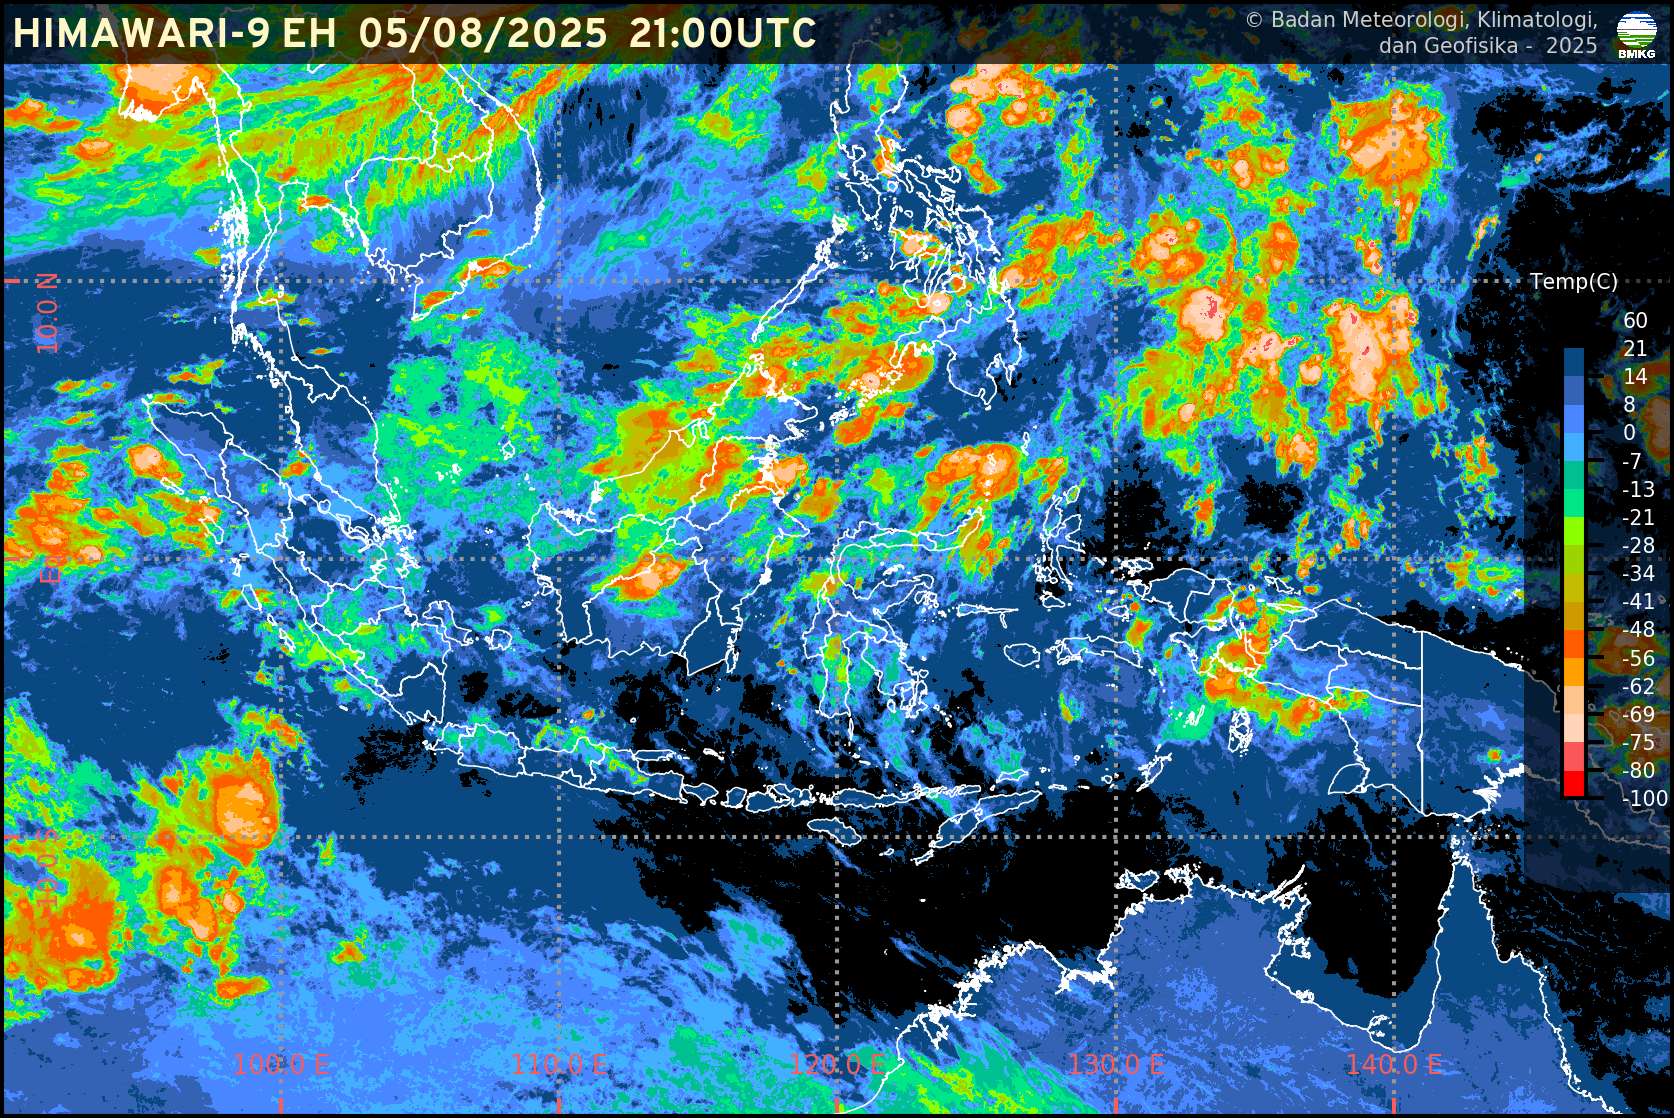 HIMAWARI-9 EH 05/08/2025 21:00UTC
© Badan Meteorologi, Klimatologi,
dan Geofisika - 2025
BMKG
10.0 N
Eq
10.0 S
Temp(C)
60
21
14
8
0
-7
-13
-21
-28
-34
-41
-48
-56
-62
-69
-75
-80
-100
100.0 E
110.0 E
120.0 E
130.0 E
140.0 E